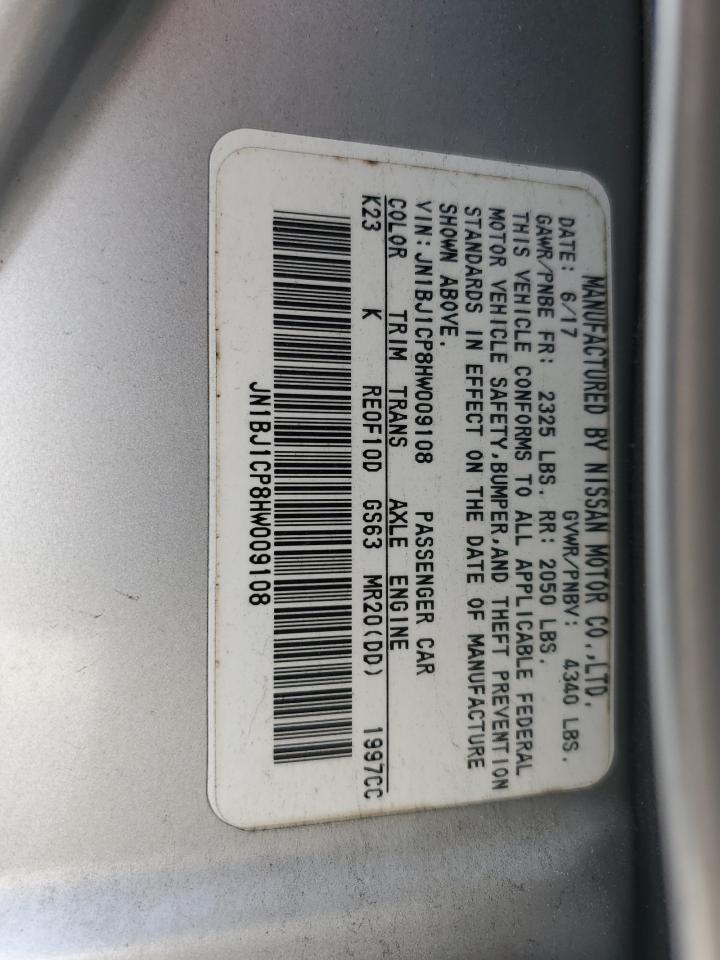 MANUFACTURED BY NISSAN MOTOR CO.,LTD.
DATE: 6/17 GVWR/PNBV: 4340 LBS.
GAWR/PNBE FR: 2325 LBS. RR: 2050 LBS.
THIS VEHICLE CONFORMS TO ALL APPLICABLE FEDERAL
MOTOR VEHICLE SAFETY,BUMPER,AND THEFT PREVENTION
STANDARDS IN EFFECT ON THE DATE OF MANUFACTURE
SHOWN ABOVE.
VIN:JN1BJ1CP8HW009108 PASSENGER CAR
COLOR TRIM TRANS AXLE ENGINE
K23 K RE0F10D GS63 MR20(DD) 1997CC
JN1BJ1CP8HW009108